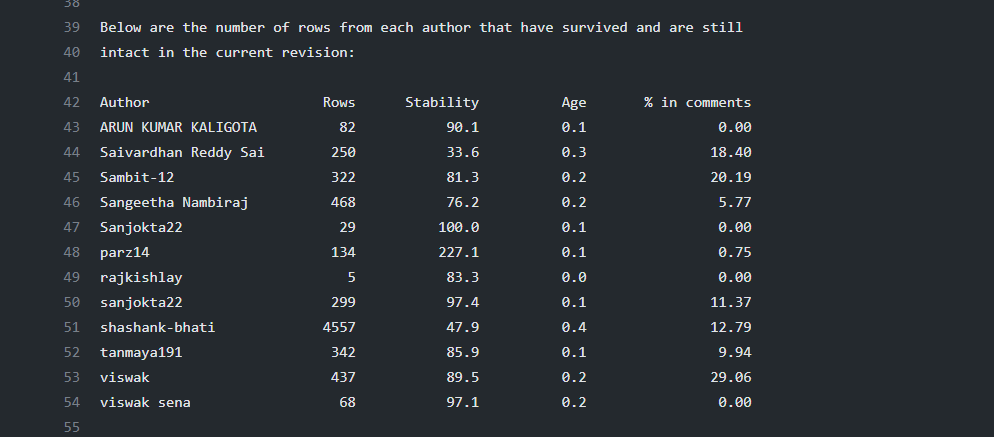 38
39 Below are the number of rows from each author that have survived and are still
40 intact in the current revision:
41
42 Author Rows Stability Age % in comments
43 ARUN KUMAR KALIGOTA 82 90.1 0.1 0.00
44 Saivardhan Reddy Sai 250 33.6 0.3 18.40
45 Sambit-12 322 81.3 0.2 20.19
46 Sangeetha Nambiraj 468 76.2 0.2 5.77
47 Sanjokta22 29 100.0 0.1 0.00
48 parz14 134 227.1 0.1 0.75
49 rajkishlay 5 83.3 0.0 0.00
50 sanjokta22 299 97.4 0.1 11.37
51 shashank-bhati 4557 47.9 0.4 12.79
52 tanmaya191 342 85.9 0.1 9.94
53 viswak 437 89.5 0.2 29.06
54 viswak sena 68 97.1 0.2 0.00
55